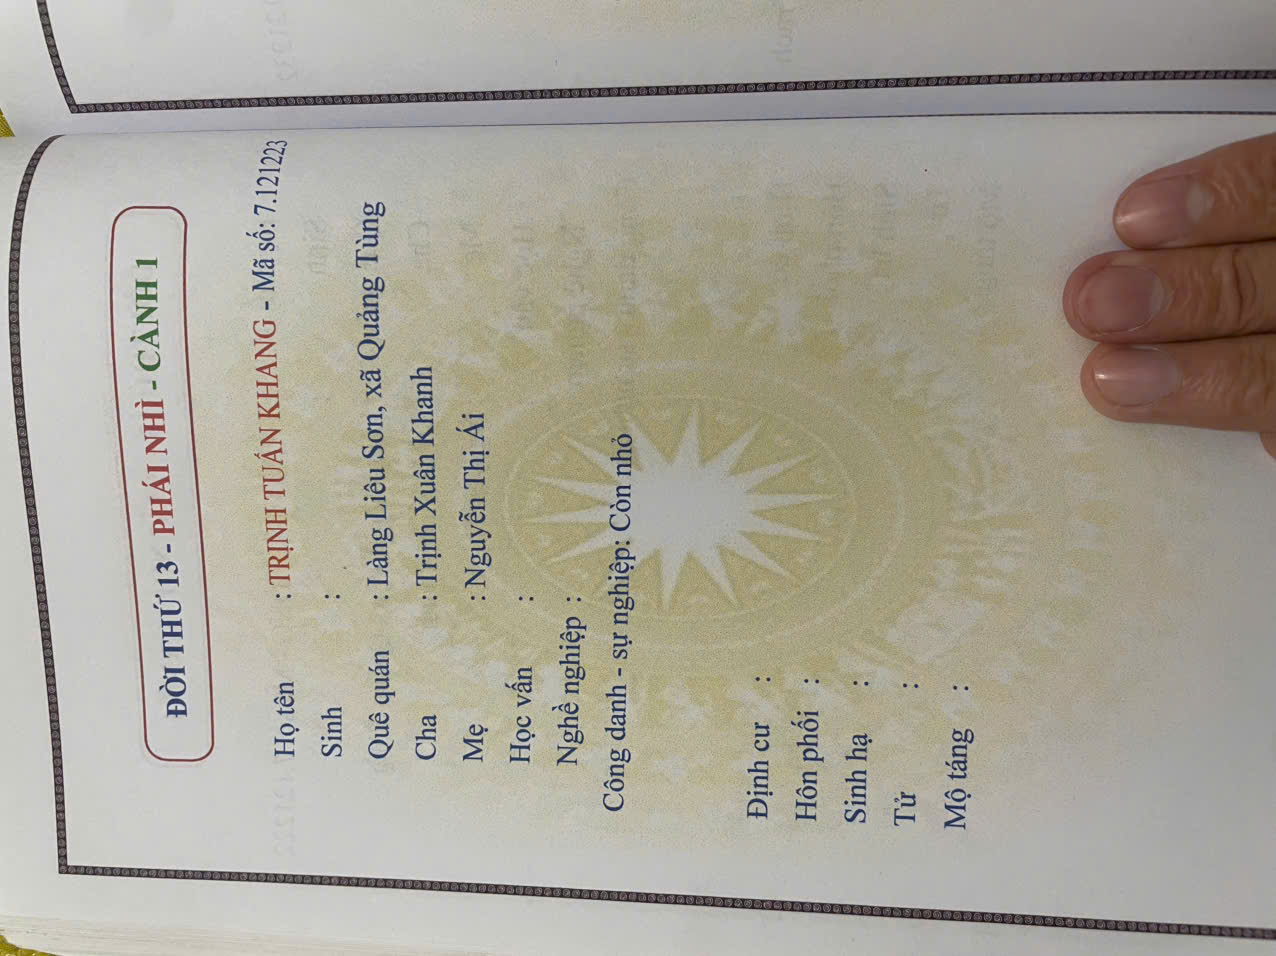 ĐỜI THỨ 13 - PHÁI NHÌ - CÀNH 1
Họ tên : TRỊNH TUÁN KHANG - Mã số: 7.121223
Sinh :
Quê quán : Làng Liêu Sơn, xã Quảng Tùng
Cha : Trịnh Xuân Khanh
Mẹ : Nguyễn Thị Ái
Học vấn :
Nghề nghiệp :
Công danh - sự nghiệp: Còn nhỏ
Định cư :
Hôn phối :
Sinh hạ :
Tử :
Mộ táng :